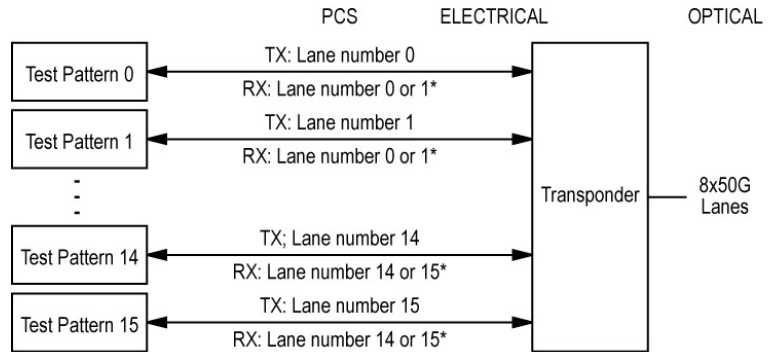 PCS ELECTRICAL OPTICAL
Test Pattern 0
TX: Lane number 0
RX: Lane number 0 or 1*
Test Pattern 1
TX: Lane number 1
RX: Lane number 0 or 1*
Transponder
8x50G
Lanes
Test Pattern 14
TX; Lane number 14
RX: Lane number 14 or 15*
Test Pattern 15
TX: Lane number 15
RX: Lane number 14 or 15*